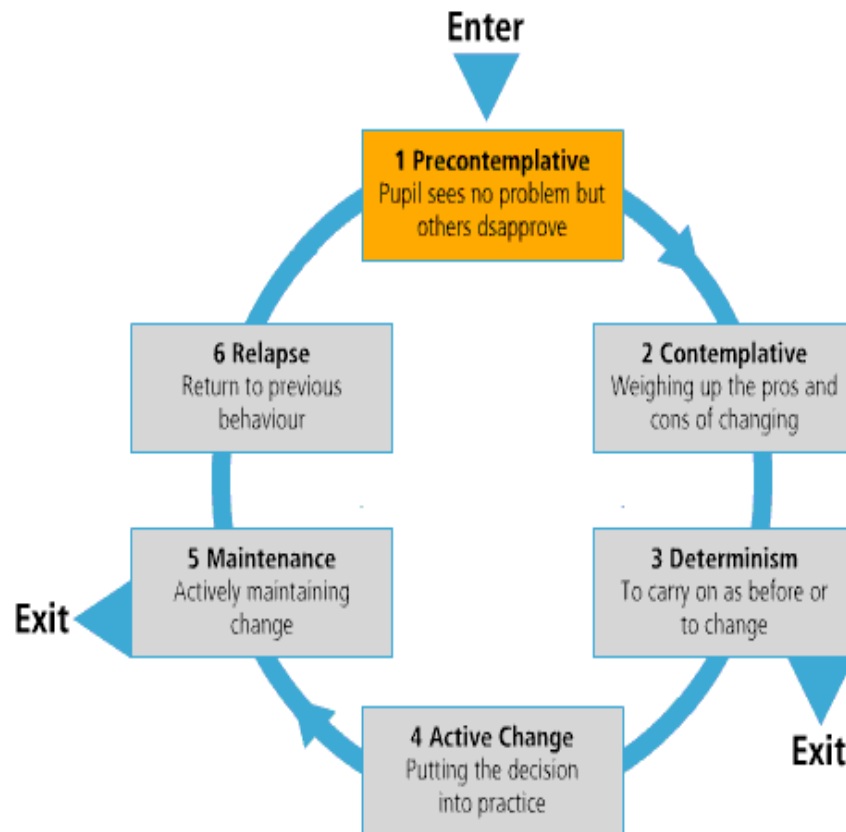 Enter
1 Precontemplative
Pupil sees no problem but
others dsapprove
6 Relapse
Return to previous
behaviour
2 Contemplative
Weighing up the pros and
cons of changing
5 Maintenance
Actively maintaining
change
Exit
3 Determinism
To carry on as before or
to change
Exit
4 Active Change
Putting the decision
into practice